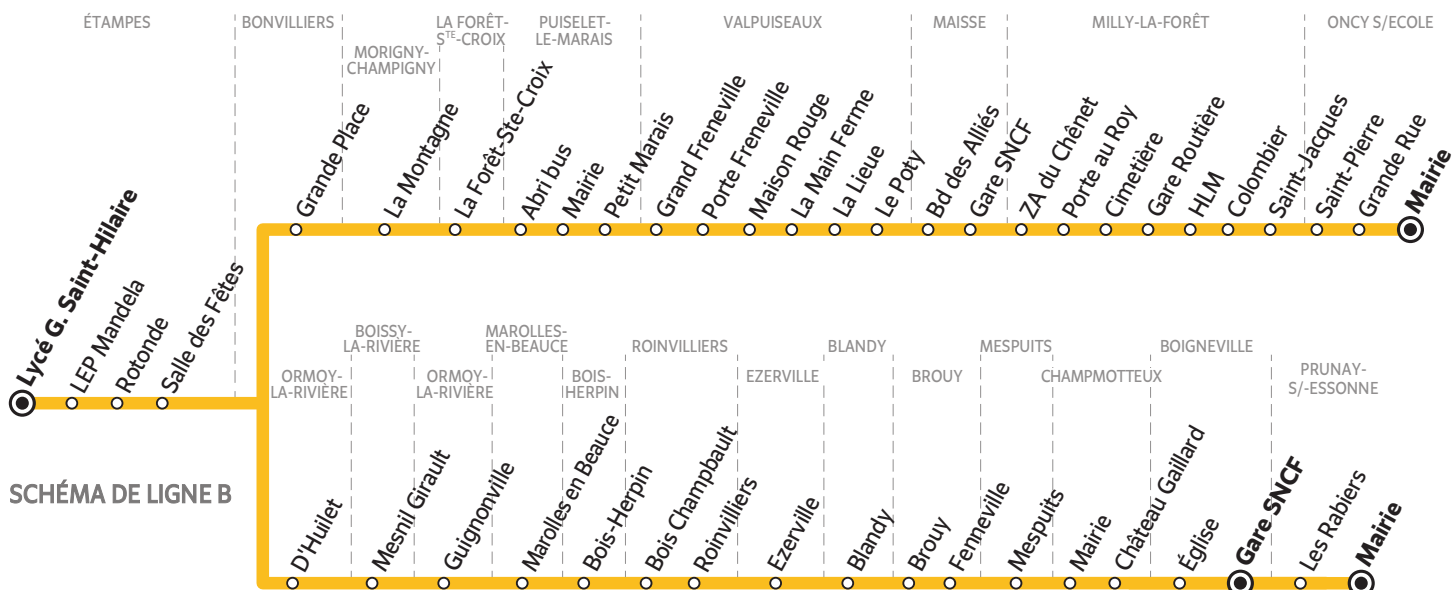 ÉTAMPES
BONVILLIERS
MORIGNY-
CHAMPIGNY
LA FORÊT-
STE-CROIX
PUISELET-
LE-MARAIS
VALPUISEAUX
MAISSE
MILLY-LA-FORÊT
ONCY S/ECOLE
Lycé G. Saint-Hilaire
LEP Mandela
Rotonde
Salle des Fêtes
Grande Place
La Montagne
La Forêt-Ste-Croix
Abri bus
Mairie
Petit Marais
Grand Freneville
Porte Freneville
Maison Rouge
La Main Ferme
La Lieue
Le Poty
Bd des Alliés
Gare SNCF
ZA du Chênet
Porte au Roy
Cimetière
Gare Routière
HLM
Colombier
Saint-Jacques
Saint-Pierre
Grande Rue
Mairie
ORMOY-
LA-RIVIÈRE
BOISSY-
LA-RIVIÈRE
ORMOY-
LA-RIVIÈRE
MAROLLES-
EN-BEAUCE
BOIS-
HERPIN
ROINVILLIERS
EZERVILLE
BLANDY
BROUY
MESPUITS
CHAMPMOTTEUX
BOIGNEVILLE
PRUNAY-
S/-ESSONNE
SCHÉMA DE LIGNE B
D'Huilet
Mesnil Girault
Guignonville
Marolles en Beauce
Bois-Herpin
Bois Champbault
Roinvilliers
Ezerville
Blandy
Brouy
Fenneville
Mespuits
Mairie
Château Gaillard
Église
Gare SNCF
Les Rabiers
Mairie